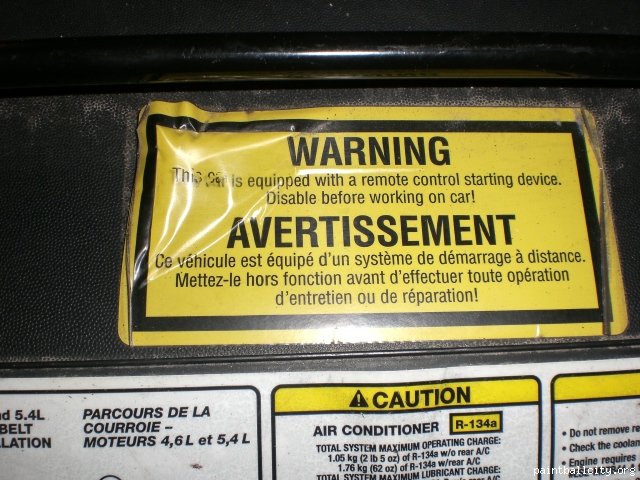 WARNING
This car is equipped with a remote control starting device.
Disable before working on car!
AVERTISSEMENT
Ce véhicule est équipé d'un système de démarrage à distance.
Mettez-le hors fonction avant d'effectuer toute opération
d'entretien ou de réparation!
5.4L
BELT
PARCOURS DE LA
COURROIE –
MOTEURS 4,6 L et 5,4 L
CAUTION
AIR CONDITIONER R-134a
TOTAL SYSTEM MAXIMUM OPERATING CHARGE:
1.05 kg (2 lb 5 oz) of R-134a w/o rear A/C
1.76 kg (62 oz) of R-134a w/rear A/C
TOTAL SYSTEM MAXIMUM LUBRICANT CHARGE:
• Do not remove
• Check the
• Engine requires
paintballcity.org